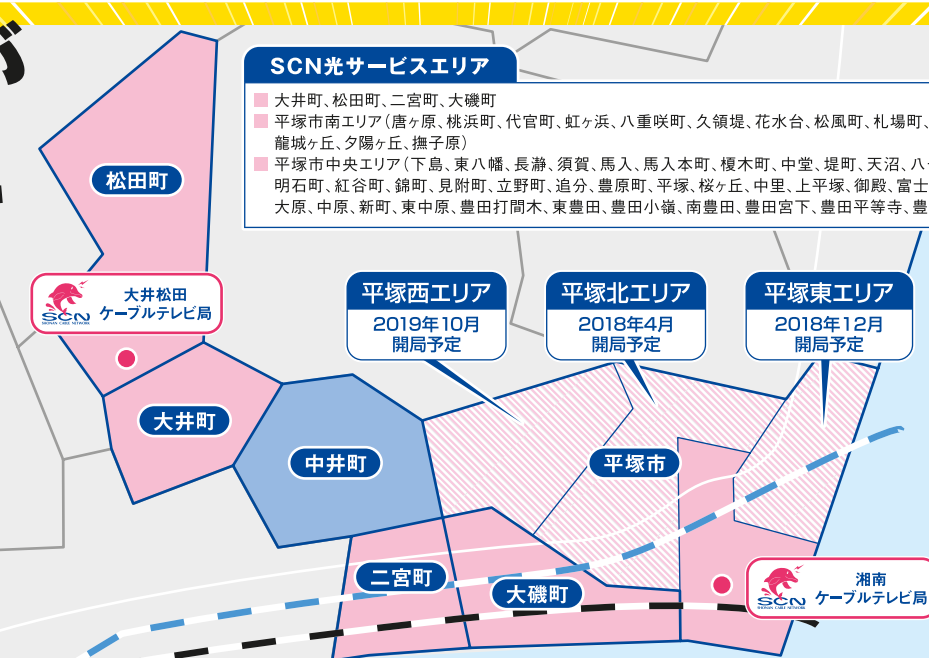 SCN光サービスエリア
大井町、松田町、二宮町、大磯町
平塚市南エリア（唐ヶ原、桃浜町、代官町、虹ヶ浜、八重咲町、久領堤、花水台、松風町、札場町、
龍城ヶ丘、夕陽ヶ丘、撫子原）
平塚市中央エリア（下島、東八幡、長瀞、須賀、馬入、馬入本町、榎木町、中堂、堤町、天沼、八
明石町、紅谷町、錦町、見附町、立野町、追分、豊原町、平塚、桜ヶ丘、中里、上平塚、御殿、富士
大原、中原、新町、東中原、豊田打間木、東豊田、豊田小嶺、南豊田、豊田宮下、豊田平等寺、豊
松田町
SCN
SHONAN CABLE NETWORK
大井松田
ケーブルテレビ局
平塚西エリア
2019年10月
開局予定
平塚北エリア
2018年4月
開局予定
平塚東エリア
2018年12月
開局予定
大井町
中井町
平塚市
二宮町
大磯町
SCN
SHONAN CABLE NETWORK
湘南
ケーブルテレビ局